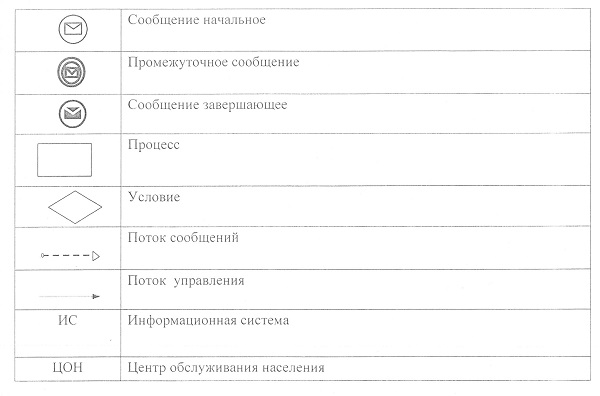 Сообщение начальное
Промежуточное сообщение
Сообщение завершающее
Процесс
Условие
Поток сообщений
Поток управления
ИС Информационная система
ЦОН Центр обслуживания населения